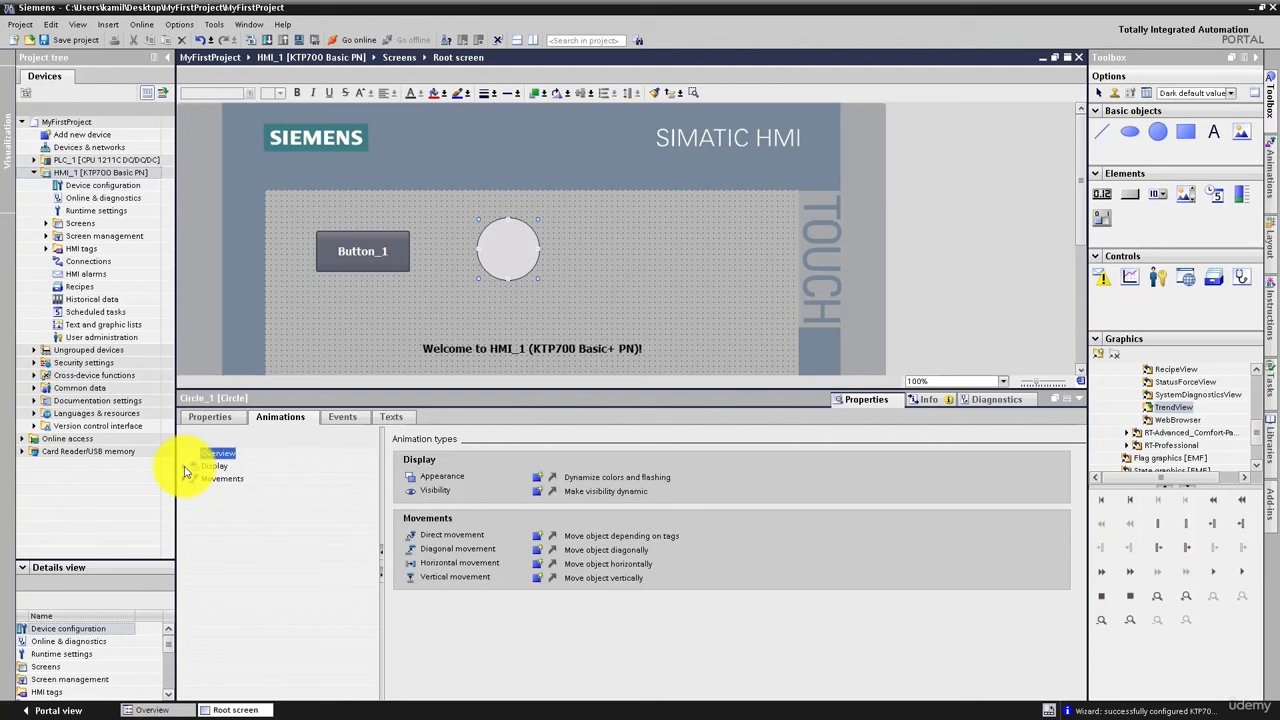 Siemens - C:\Users\kamil\Desktop\MyFirstProject\MyFirstProject
Project Edit View Insert Online Options Tools Window Help
Totally Integrated Automation
PORTAL
Save project
Go online
Go offline
<Search in project>
Project tree
MyFirstProject
HMI_1 [KTP700 Basic PN]
Screens
Root screen
Toolbox
Devices
Options
Dark default value
Visualization
MyFirstProject
Add new device
Devices & networks
PLC_1 [CPU 1211C DC/DC/DC]
HMI_1 [KTP700 Basic PN]
Device configuration
Online & diagnostics
Runtime settings
Screens
Screen management
HMI tags
Connections
HMI alarms
Recipes
Historical data
Scheduled tasks
Text and graphic lists
User administration
Ungrouped devices
Security settings
Cross-device functions
Common data
Documentation settings
Languages & resources
Version control interface
Online access
Card Reader/USB memory
SIEMENS
SIMATIC HMI
TOUCH
Button_1
Welcome to HMI_1 (KTP700 Basic+ PN)!
100%
Basic objects
Elements
Controls
Graphics
RecipeView
StatusForceView
SystemDiagnosticsView
TrendView
WebBrowser
RT-Advanced_Comfort-Pa...
RT-Professional
Flag graphics [EMF]
Toolbox
Animations
Layout
Instructions
Tasks
Libraries
Add-ins
Circle_1 [Circle]
Properties
Info
Diagnostics
Properties
Animations
Events
Texts
Overview
Display
Movements
Animation types
Display
Appearance
Dynamize colors and flashing
Visibility
Make visibility dynamic
Movements
Direct movement
Move object depending on tags
Diagonal movement
Move object diagonally
Horizontal movement
Move object horizontally
Vertical movement
Move object vertically
Details view
Name
Device configuration
Online & diagnostics
Runtime settings
Screens
Screen management
HMI tags
Portal view
Overview
Root screen
Wizard: successfully configured KTP70...
udemy